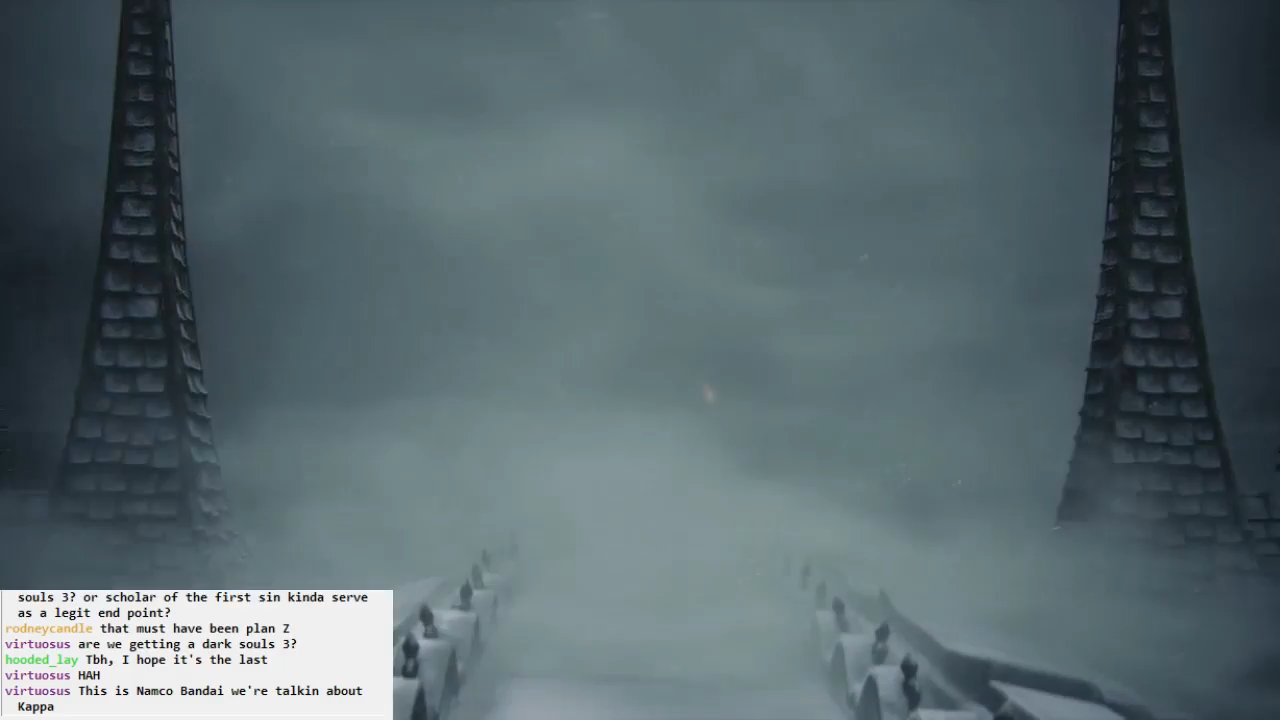 souls 3? or scholar of the first sin kinda serve
as a legit end point?
rodneycandle that must have been plan Z
virtuosus are we getting a dark souls 3?
hooded_lay Tbh, I hope it's the last
virtuosus HAH
virtuosus This is Namco Bandai we're talkin about
Kappa